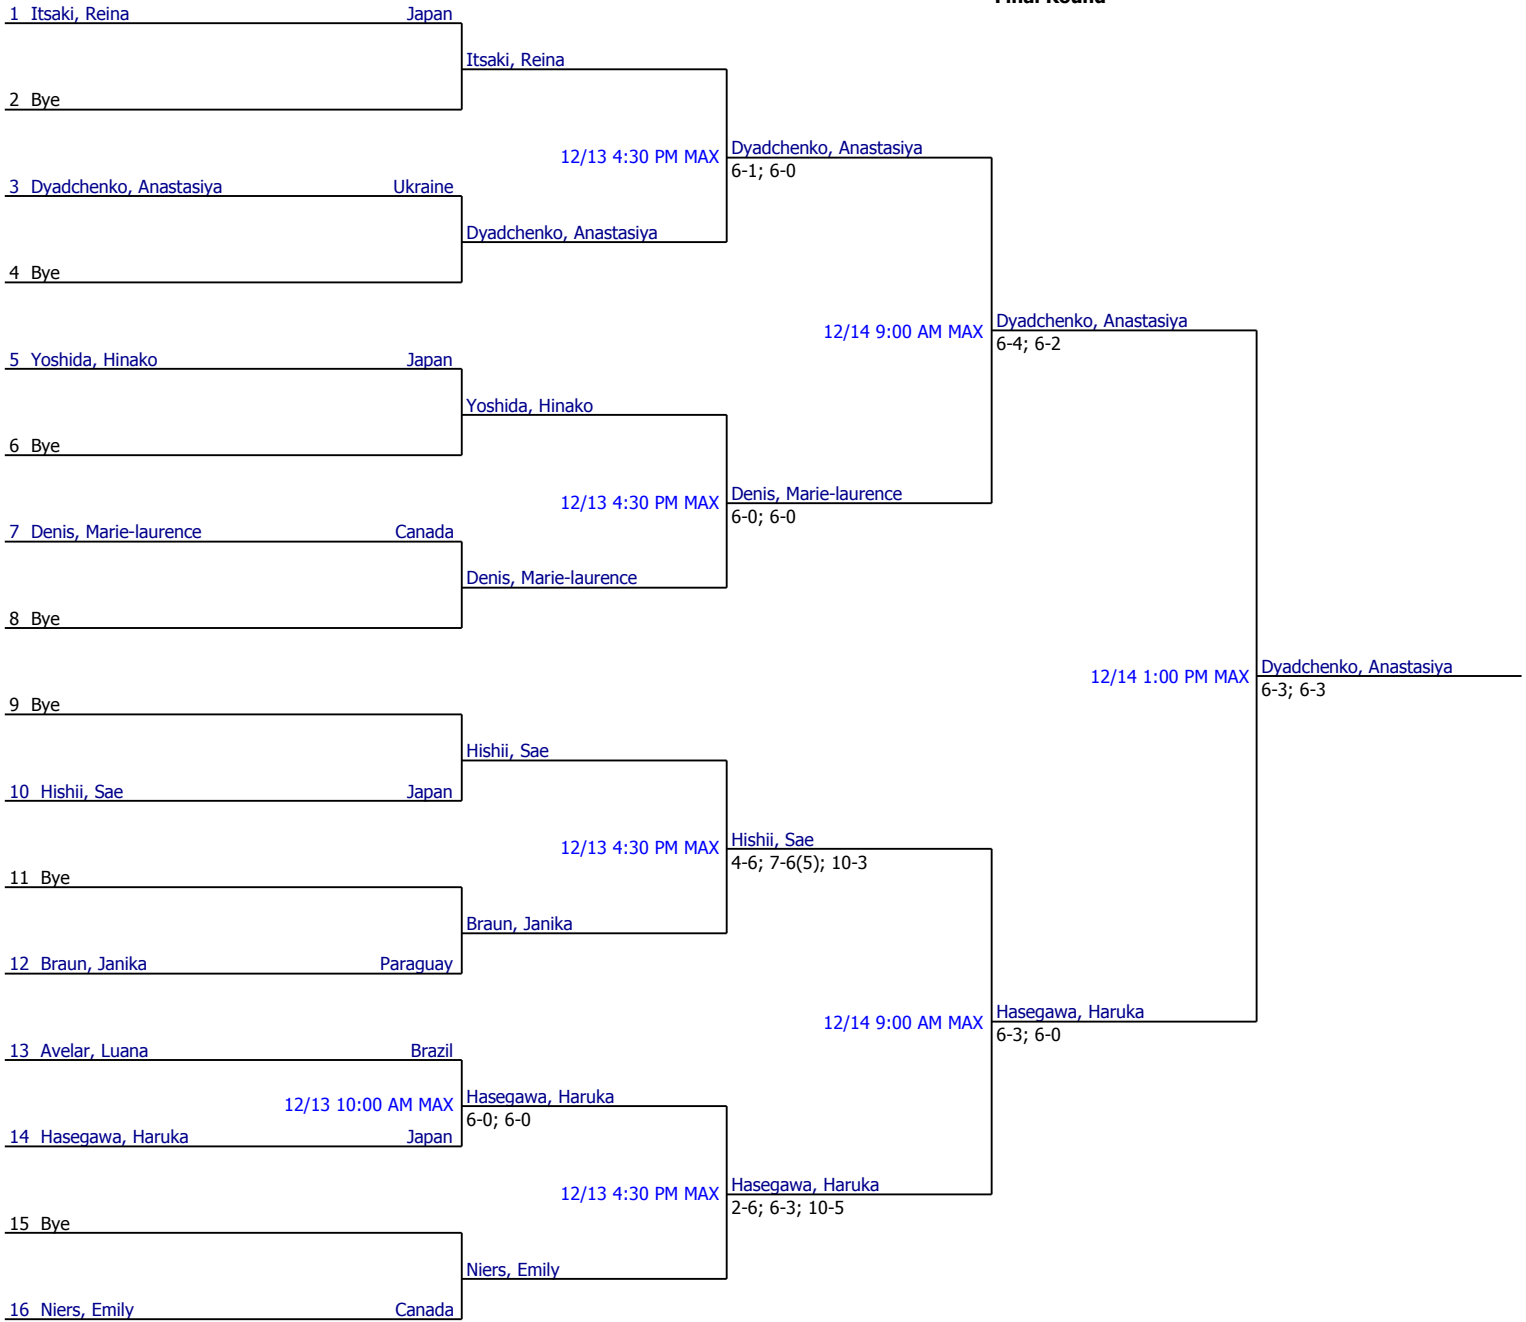 Final Round
1 Itsaki, Reina Japan
Itsaki, Reina
2 Bye
12/13 4:30 PM MAX Dyadchenko, Anastasiya
6-1; 6-0
3 Dyadchenko, Anastasiya Ukraine
Dyadchenko, Anastasiya
4 Bye
12/14 9:00 AM MAX Dyadchenko, Anastasiya
6-4; 6-2
5 Yoshida, Hinako Japan
Yoshida, Hinako
6 Bye
12/13 4:30 PM MAX Denis, Marie-laurence
6-0; 6-0
7 Denis, Marie-laurence Canada
Denis, Marie-laurence
8 Bye
12/14 1:00 PM MAX Dyadchenko, Anastasiya
6-3; 6-3
9 Bye
Hishii, Sae
10 Hishii, Sae Japan
12/13 4:30 PM MAX Hishii, Sae
4-6; 7-6(5); 10-3
11 Bye
Braun, Janika
12 Braun, Janika Paraguay
12/14 9:00 AM MAX Hasegawa, Haruka
6-3; 6-0
13 Avelar, Luana Brazil
12/13 10:00 AM MAX Hasegawa, Haruka
6-0; 6-0
14 Hasegawa, Haruka Japan
12/13 4:30 PM MAX Hasegawa, Haruka
2-6; 6-3; 10-5
15 Bye
Niers, Emily
16 Niers, Emily Canada